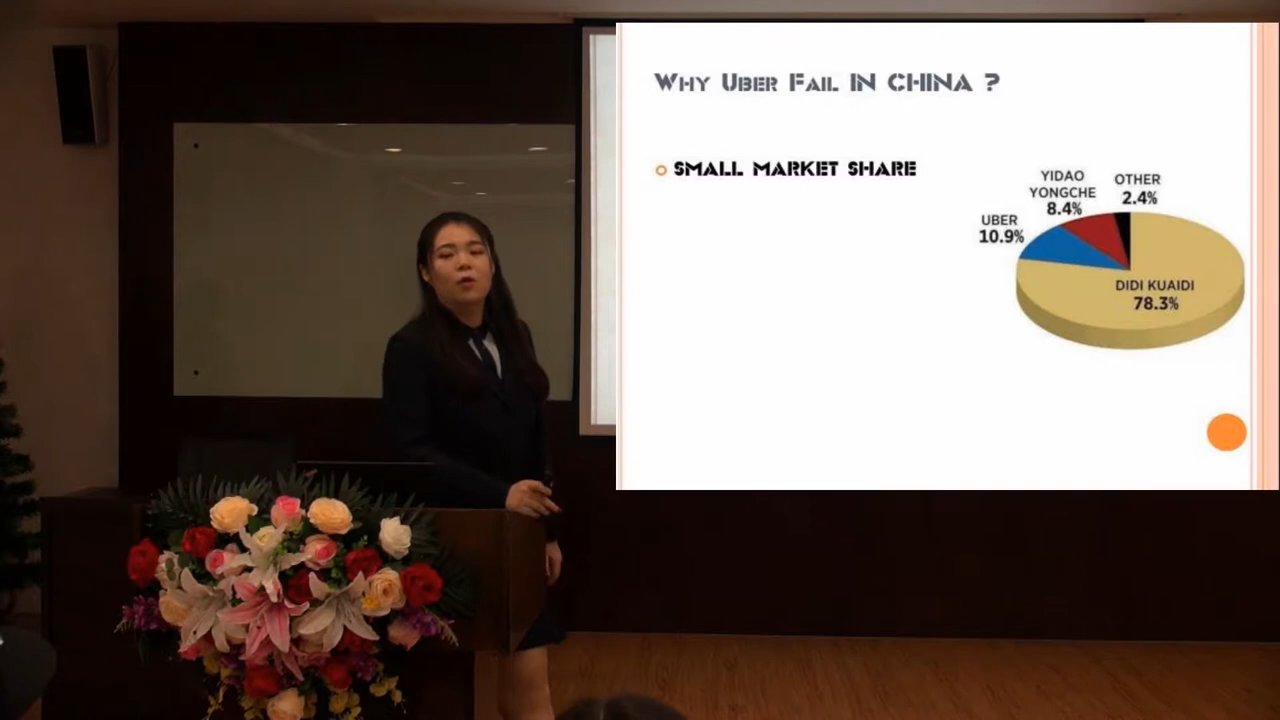 WHY UBER FAIL IN CHINA ?
SMALL MARKET SHARE
YIDAO
YONGCHE
8.4%
OTHER
2.4%
UBER
10.9%
DIDI KUAIDI
78.3%